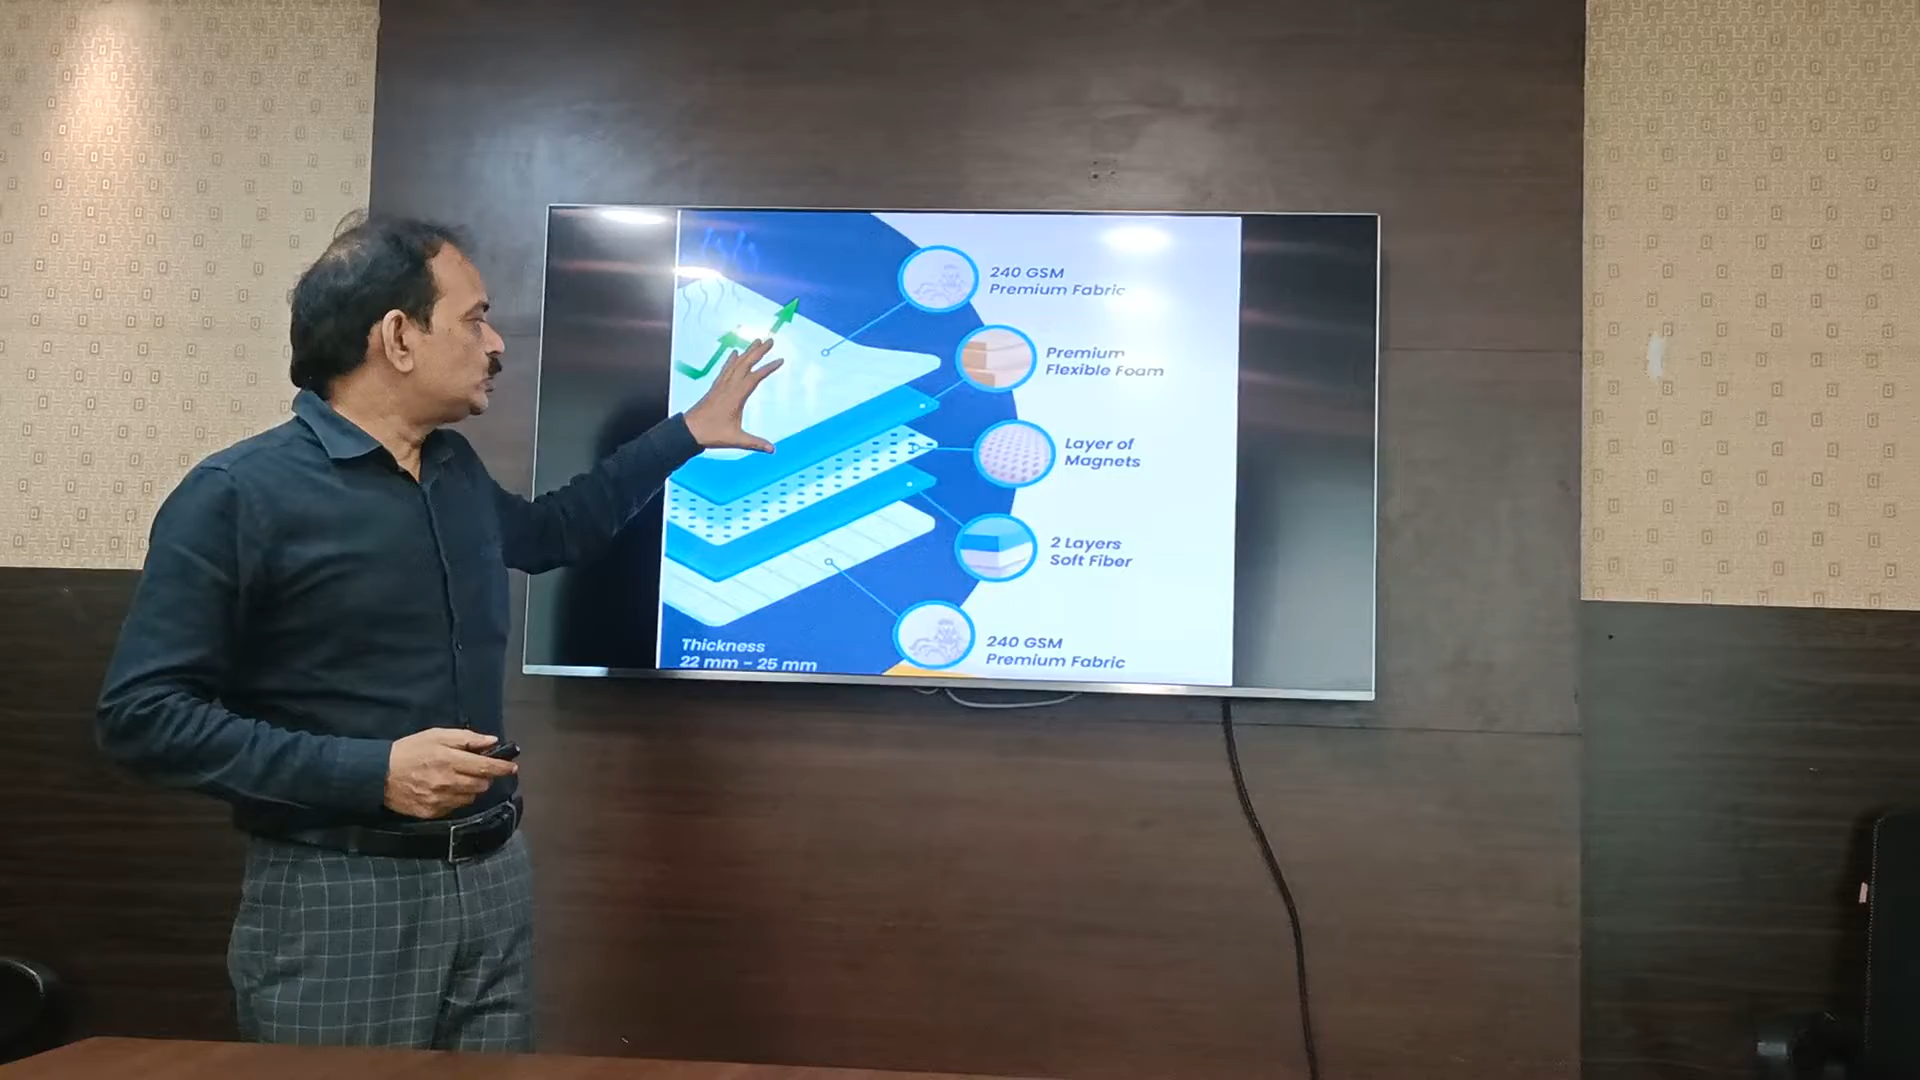 240 GSM
Premium Fabric
Premium
Flexible Foam
Layer of
Magnets
2 Layers
Soft Fiber
240 GSM
Premium Fabric
Thickness
22 mm - 25 mm